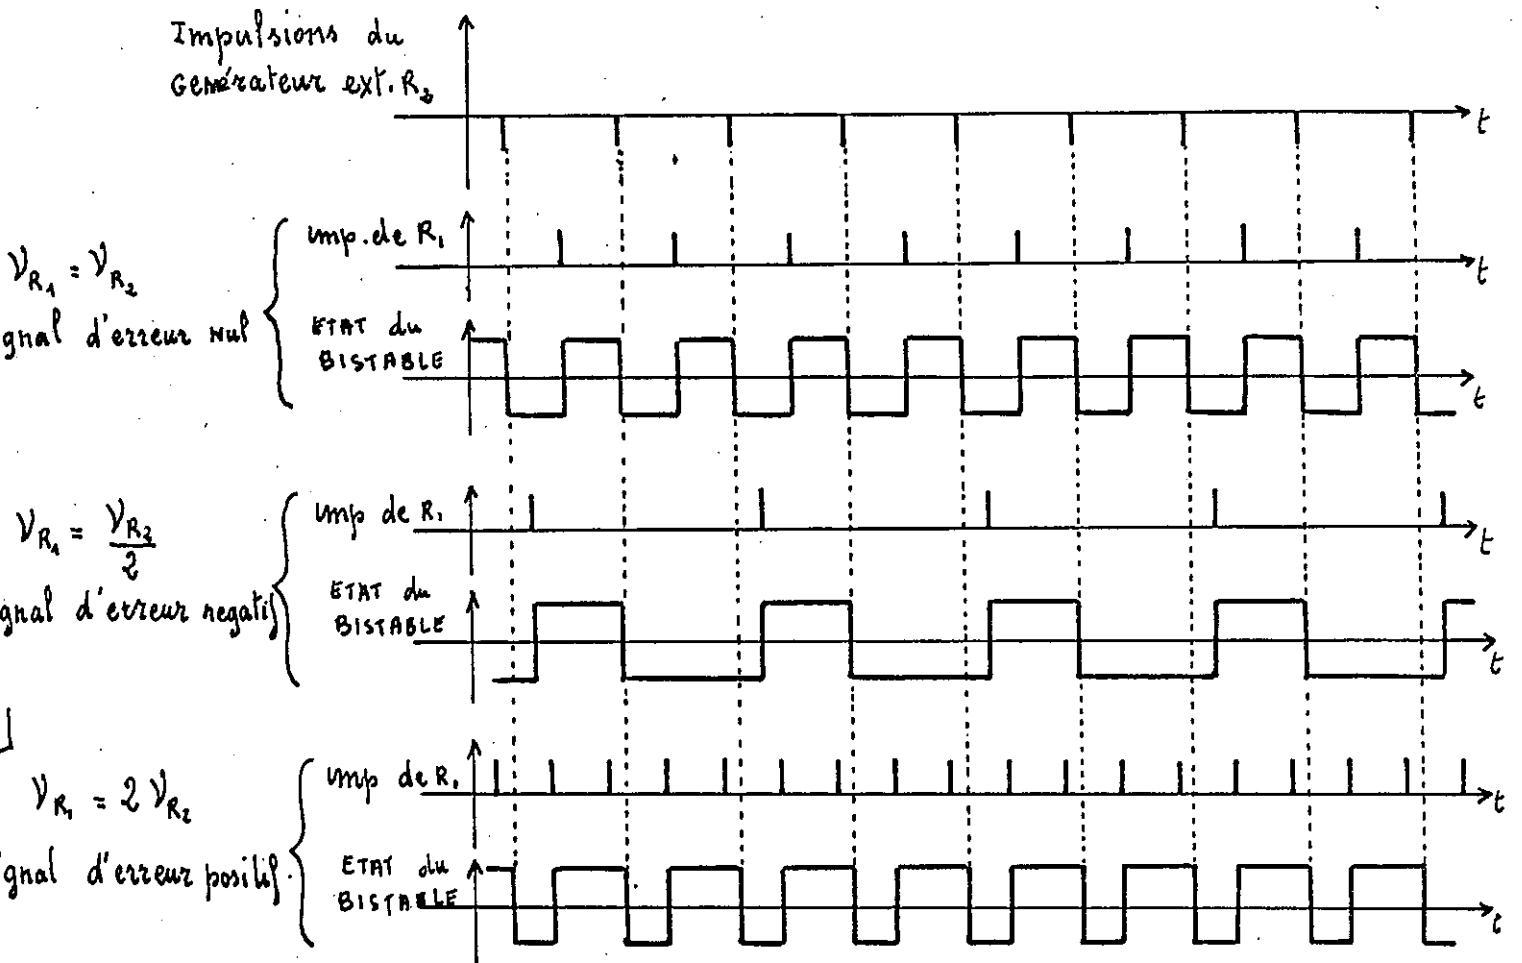 Impulsions du
Genérateur ext. R₂
t
imp. de R₁
t
ν_R₁ = ν_R₂
gnal d'erreur nul
ETAT du
BISTABLE
t
imp de R₁
t
ν_R₁ = ν_R₂/2
gnal d'erreur negatif
ETAT du
BISTABLE
t
imp de R₁
t
ν_R₁ = 2 ν_R₂
ignal d'erreur positif.
ETAT du
BISTABLE
t